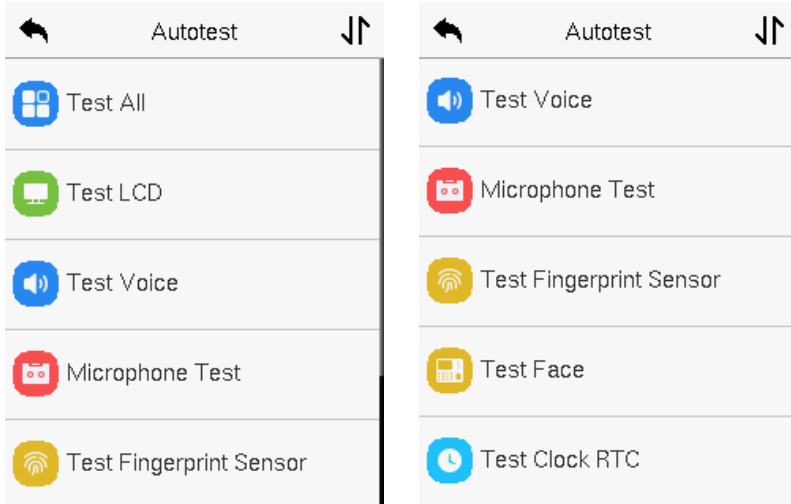 Autotest
Test All
Test LCD
Test Voice
Microphone Test
Test Fingerprint Sensor
Autotest
Test Voice
Microphone Test
Test Fingerprint Sensor
Test Face
Test Clock RTC